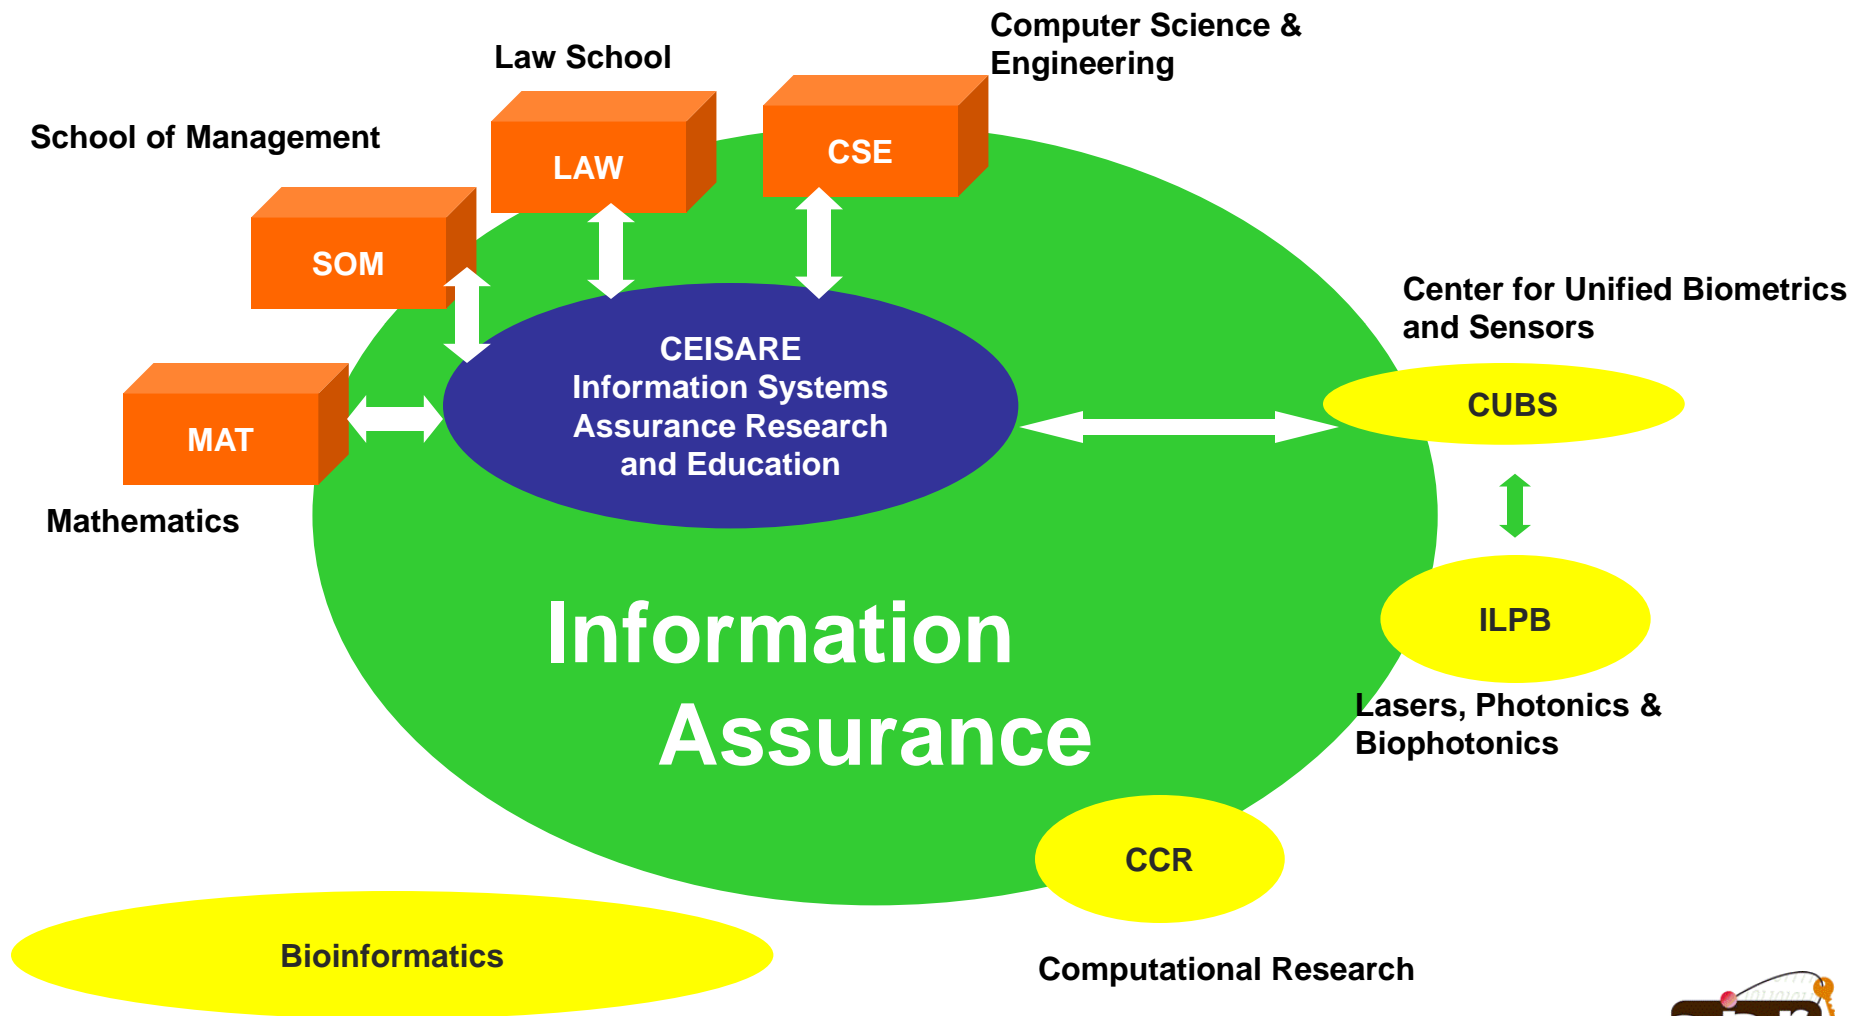 Computer Science &
Engineering
Law School
School of Management
CSE
LAW
SOM
Center for Unified Biometrics
and Sensors
CEISARE
Information Systems
Assurance Research
and Education
CUBS
MAT
Mathematics
ILPB
Information
Assurance
Lasers, Photonics &
Biophotonics
CCR
Bioinformatics
Computational Research